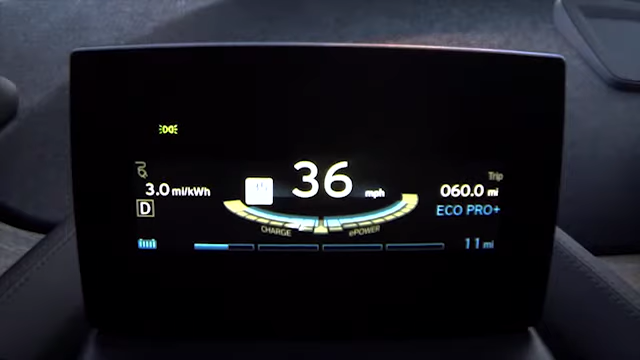 36 mph
Trip
3.0 mi/kWh
060.0 mi
D
ECO PRO+
CHARGE
ePOWER
11 mi